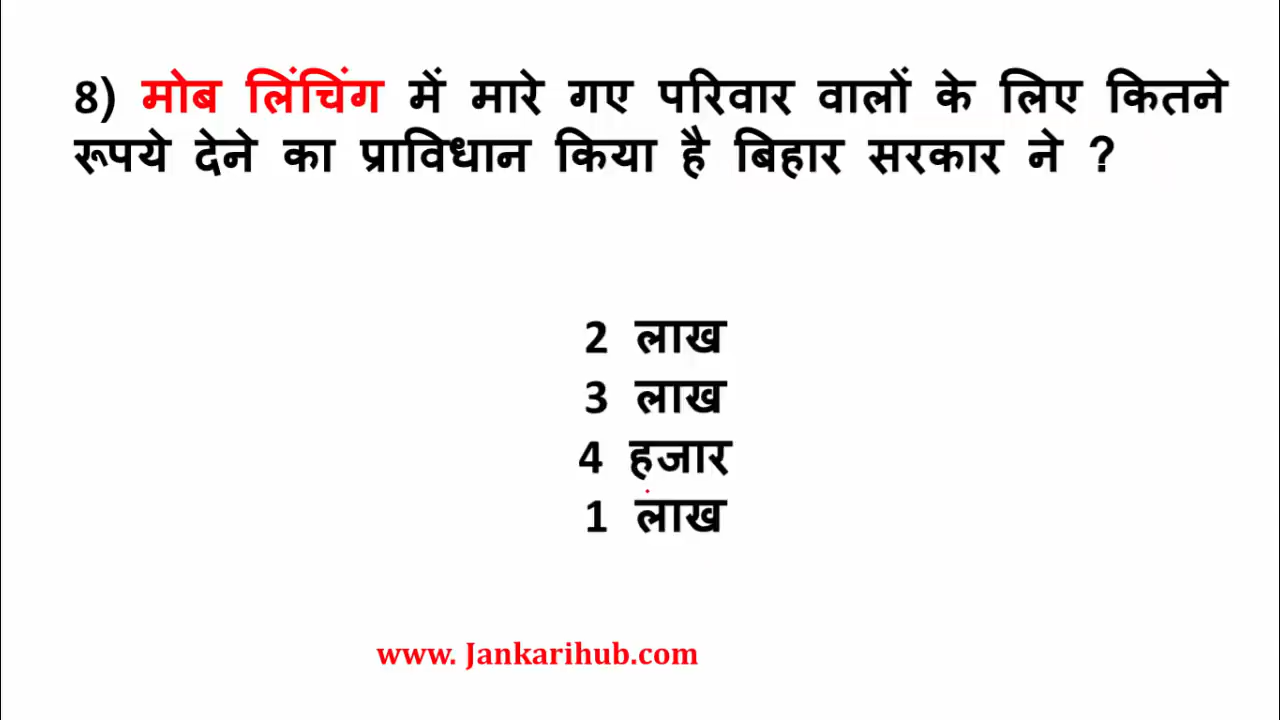 8) मोब लिंचिंग में मारे गए परिवार वालों के लिए कितने
रूपये देने का प्राविधान किया है बिहार सरकार ने ?
2 लाख
3 लाख
4 हजार
1 लाख
www. Jankarihub.com